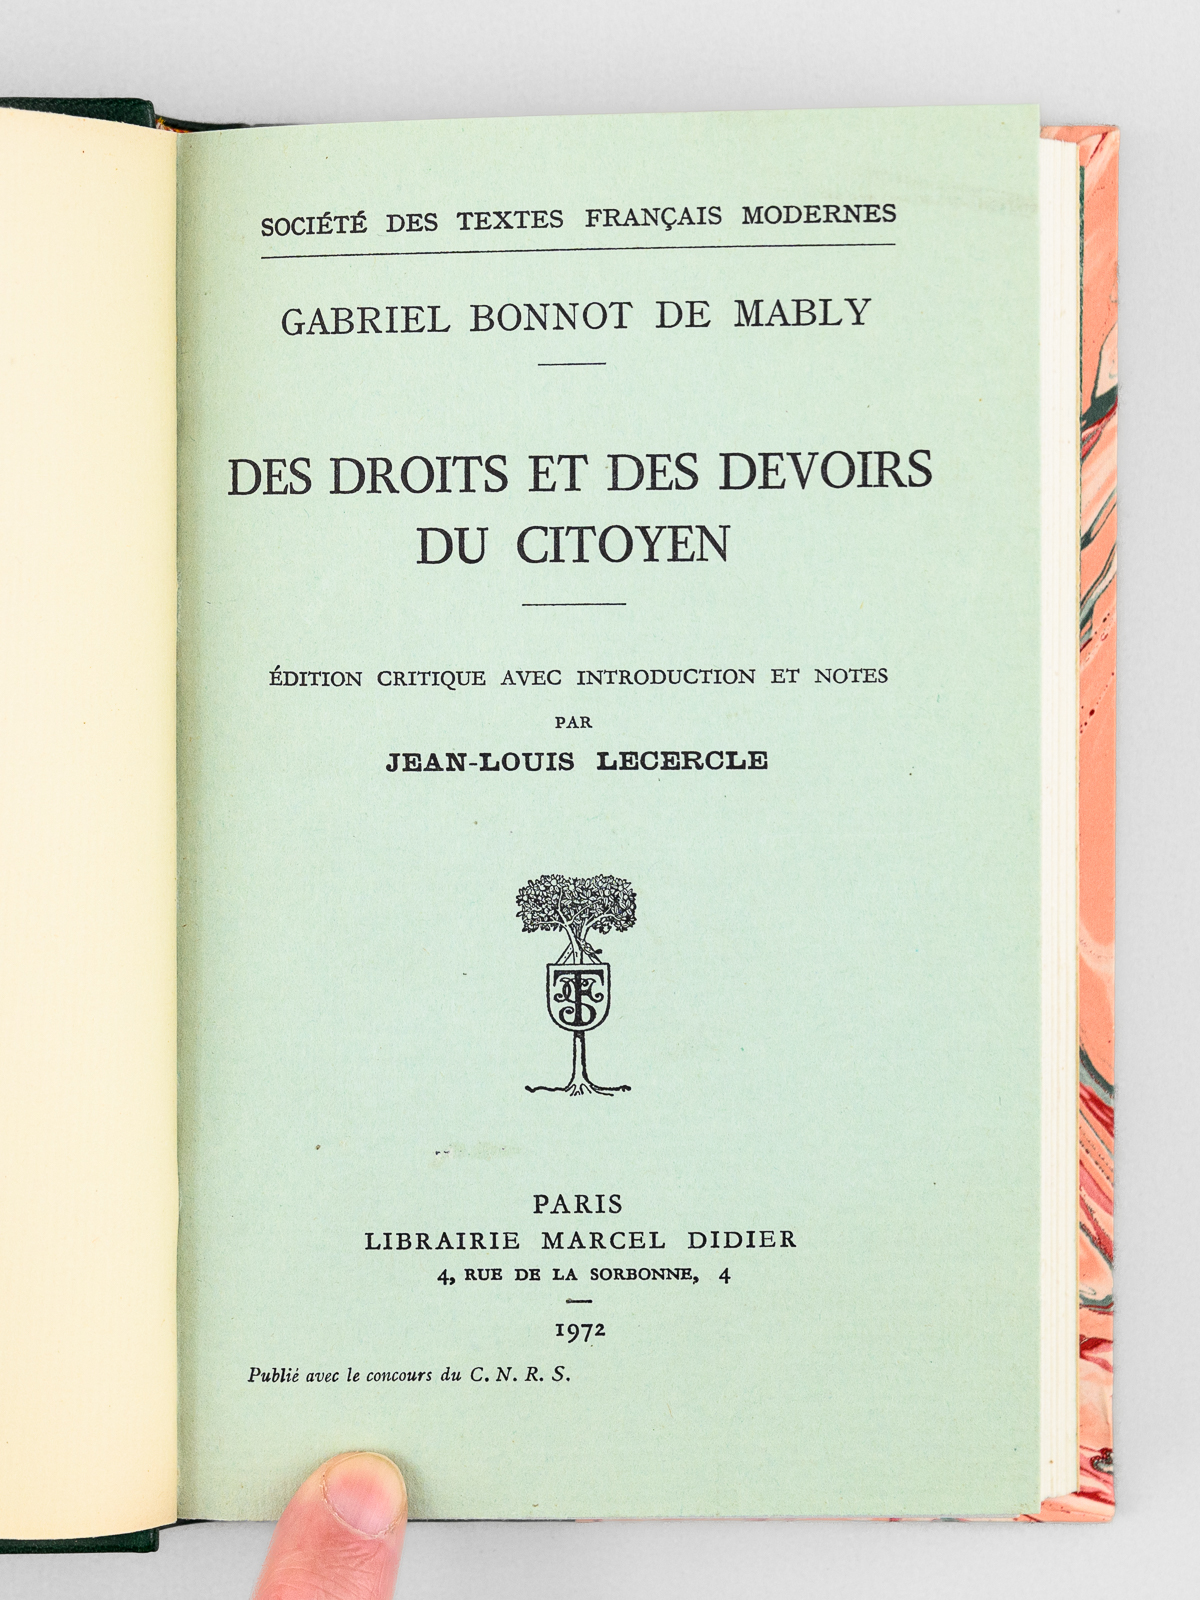 SOCIÉTÉ DES TEXTES FRANÇAIS MODERNES
GABRIEL BONNOT DE MABLY
DES DROITS ET DES DEVOIRS
DU CITOYEN
ÉDITION CRITIQUE AVEC INTRODUCTION ET NOTES
PAR
JEAN-LOUIS LECERCLE
PARIS
LIBRAIRIE MARCEL DIDIER
4, RUE DE LA SORBONNE, 4
1972
Publié avec le concours du C. N. R. S.